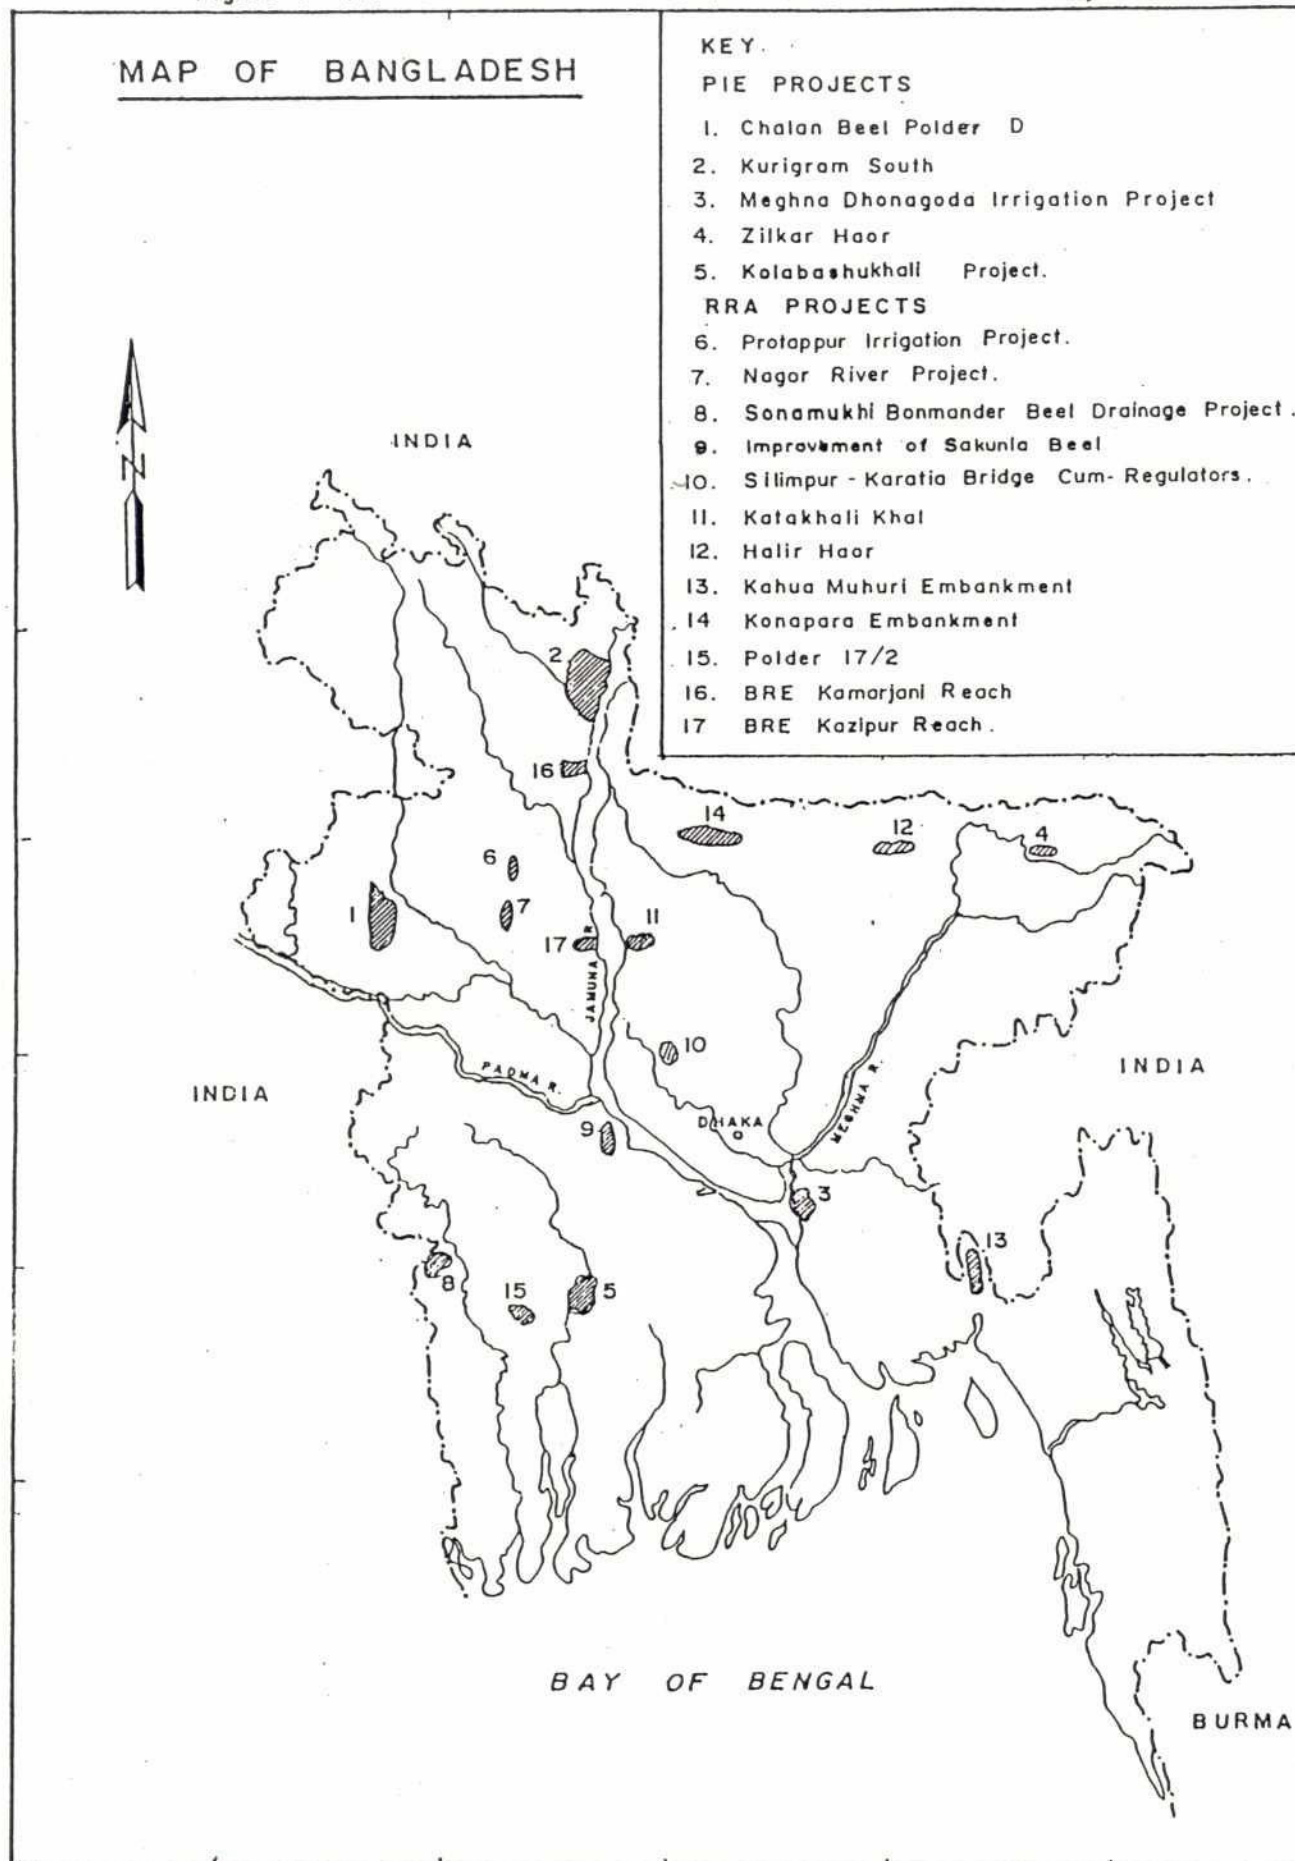 MAP OF BANGLADESH
KEY.
PIE PROJECTS
1. Chalan Beel Polder D
2. Kurigram South
3. Meghna Dhonagoda Irrigation Project
4. Zilkar Haor
5. Kolabashukhali Project.
RRA PROJECTS
6. Protappur Irrigation Project.
7. Nagor River Project.
8. Sonamukhi Bonmander Beel Drainage Project.
9. Improvement of Sakunia Beel
10. Silimpur - Karatia Bridge Cum- Regulators.
11. Katakhali Khal
12. Halir Haor
13. Kahua Muhuri Embankment
14 Konapara Embankment
15. Polder 17/2
16. BRE Kamarjani Reach
17 BRE Kazipur Reach.
N
INDIA
2
16
14
12
4
6
1
7
17
11
JAMUNA R
10
INDIA
PADMA R.
INDIA
DHAKA
MEGHNA R.
9
3
13
8
15
5
BAY OF BENGAL
BURMA